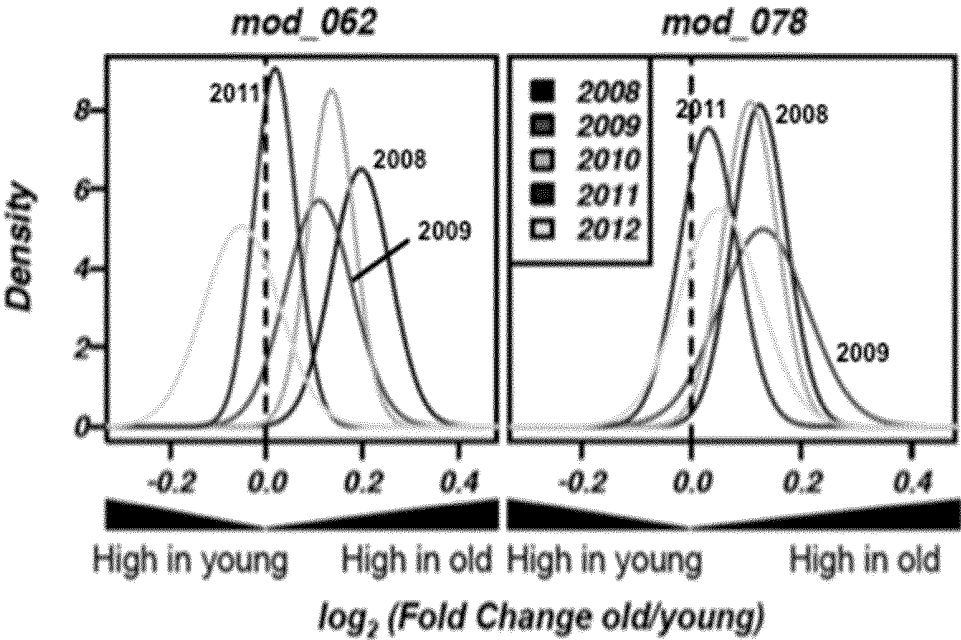 mod_062 mod_078
2011
2008
2009
Density
8
6
4
2
0
-0.2 0.0 0.2 0.4
2011
2008
2009
2008
2009
2010
2011
2012
-0.2 0.0 0.2 0.4
High in young High in old High in young High in old
log2 (Fold Change old/young)